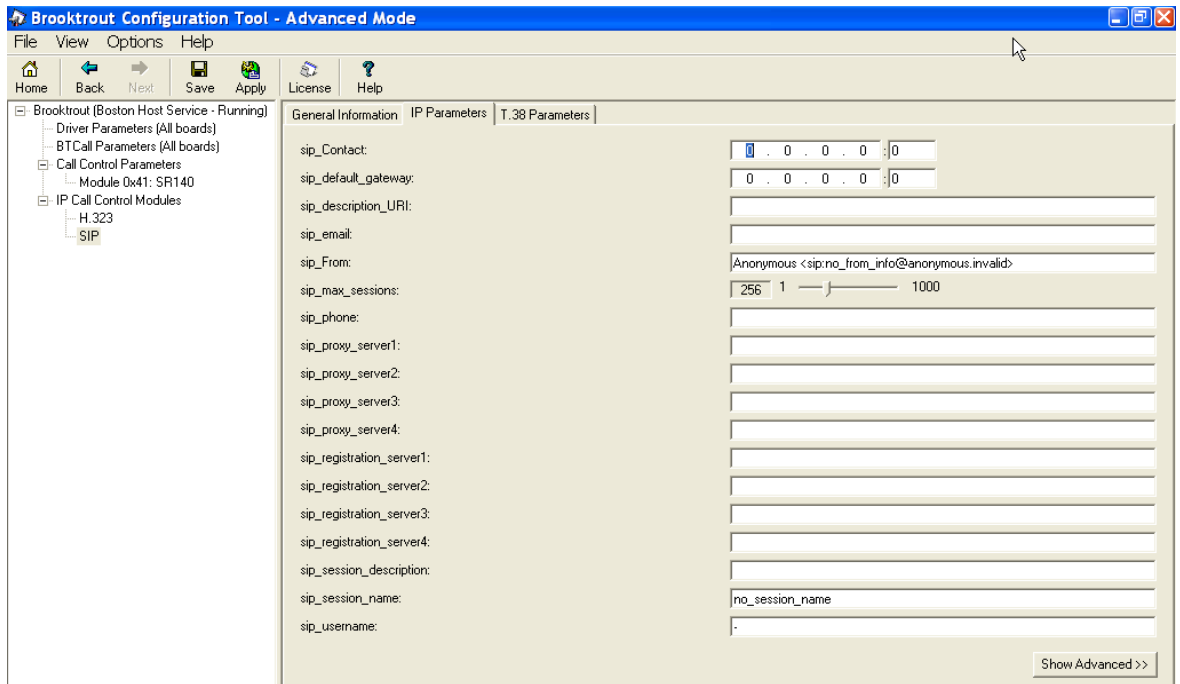 Brooktrout Configuration Tool - Advanced Mode
File View Options Help
Home Back Next Save Apply License Help
Brooktrout (Boston Host Service - Running)
Driver Parameters (All boards)
BTCall Parameters (All boards)
Call Control Parameters
Module 0x41: SR140
IP Call Control Modules
H.323
SIP
General Information IP Parameters T.38 Parameters
sip_Contact: 0 . 0 . 0 . 0 :0
sip_default_gateway: 0 . 0 . 0 . 0 :0
sip_description_URI:
sip_email:
sip_From: Anonymous <sip:no_from_info@anonymous.invalid>
sip_max_sessions: 256 1 1000
sip_phone:
sip_proxy_server1:
sip_proxy_server2:
sip_proxy_server3:
sip_proxy_server4:
sip_registration_server1:
sip_registration_server2:
sip_registration_server3:
sip_registration_server4:
sip_session_description:
sip_session_name: no_session_name
sip_username: -
Show Advanced >>